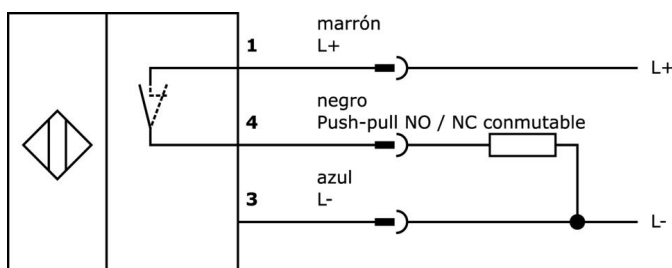 marrón
1 L+
L+
negro
4 Push-pull NO / NC conmutable
azul
3 L-
L-